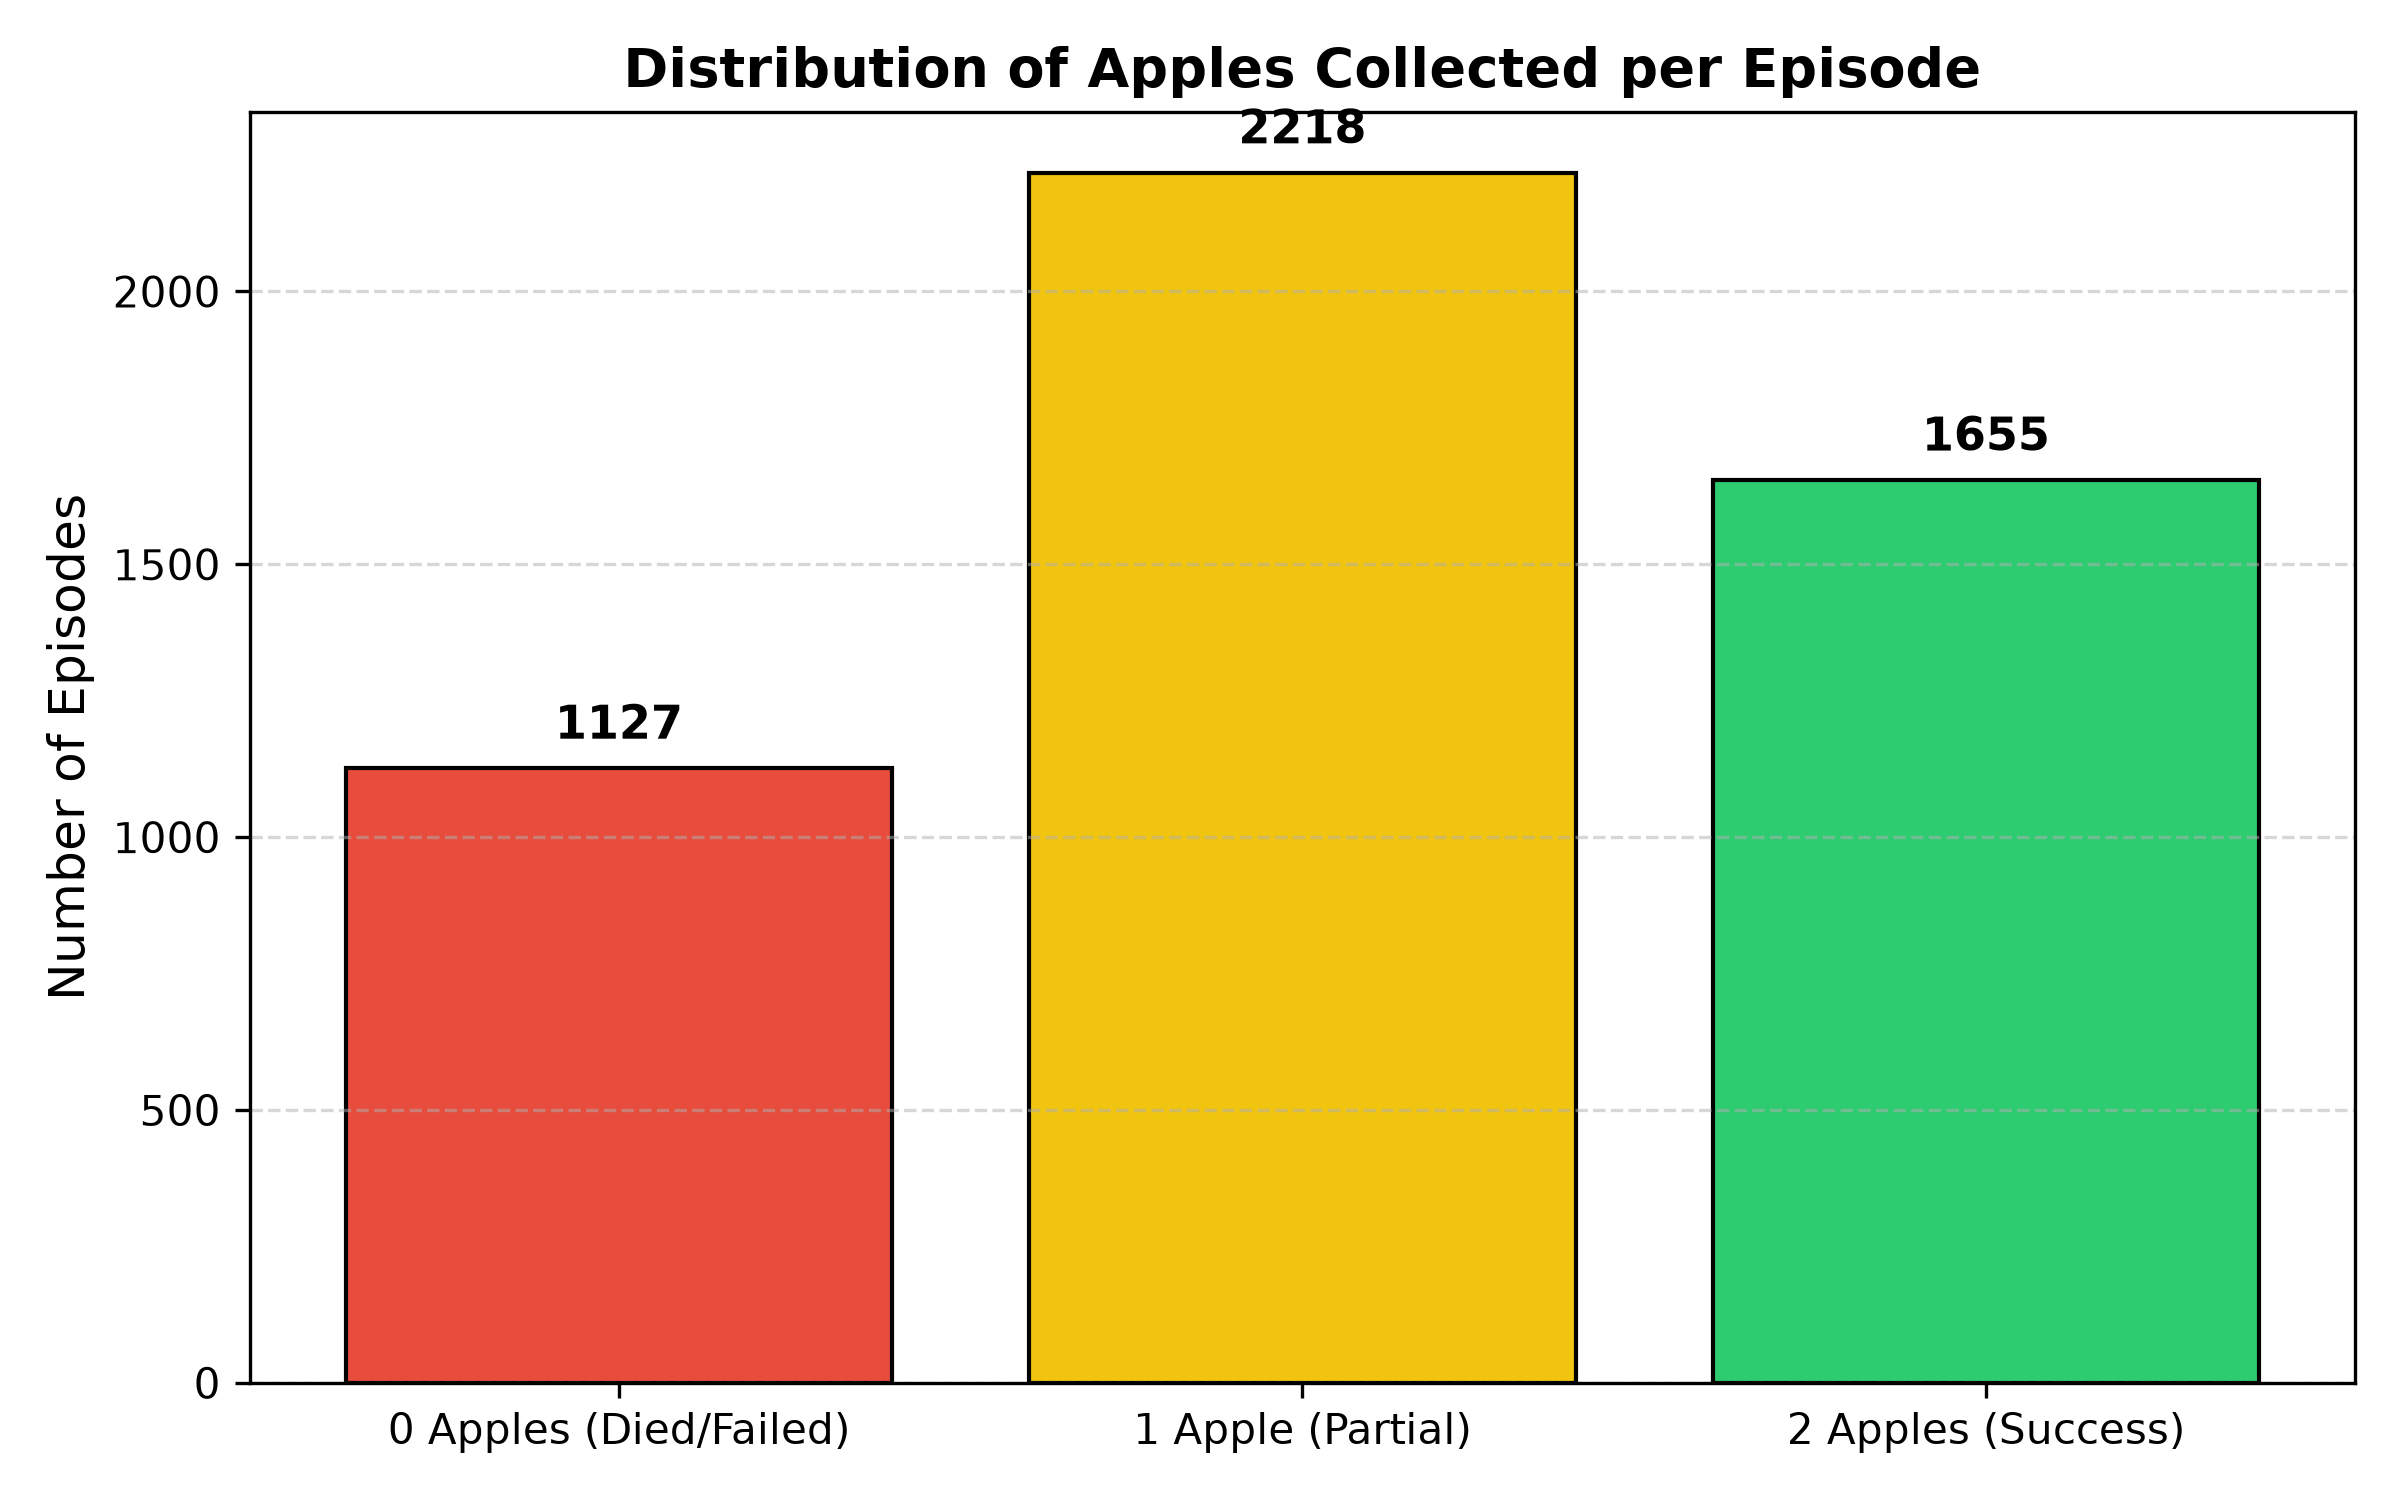 Distribution of Apples Collected per Episode
2218
2000
1655
1500
1127
1000
500
0
Number of Episodes
0 Apples (Died/Failed)
1 Apple (Partial)
2 Apples (Success)